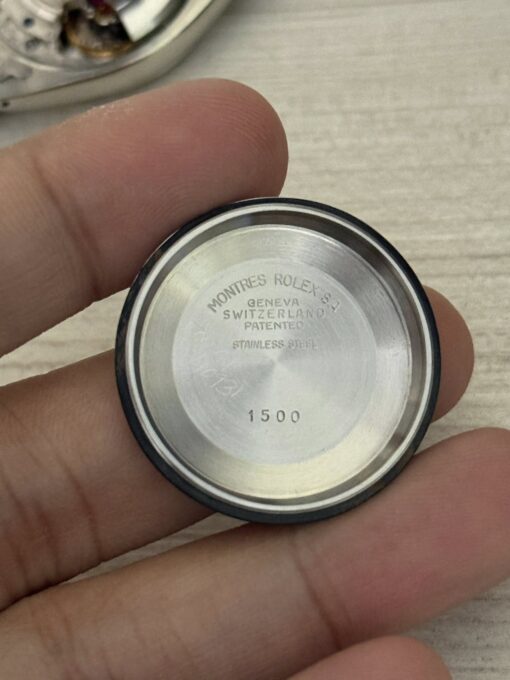 MONTRES ROLEX S.A
GENEVA
SWITZERLAND
PATENTED
STAINLESS STEEL
1500